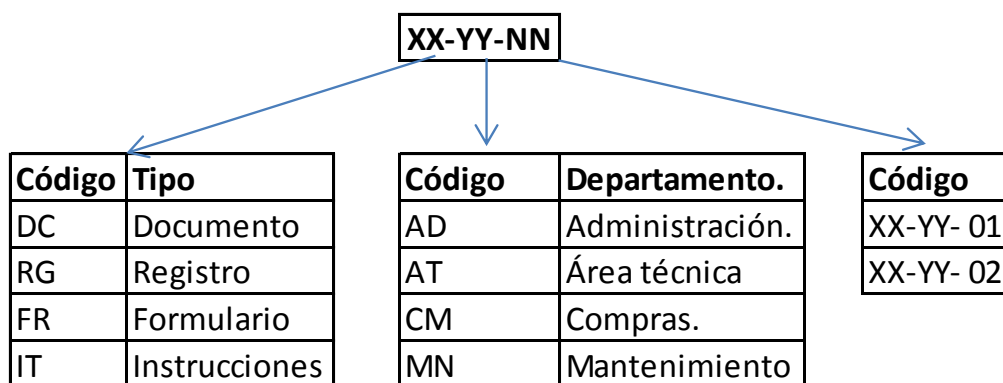 XX-YY-NN
Código Tipo
DC Documento
RG Registro
FR Formulario
IT Instrucciones
Código Departamento.
AD Administración.
AT Área técnica
CM Compras.
MN Mantenimiento
Código
XX-YY- 01
XX-YY- 02